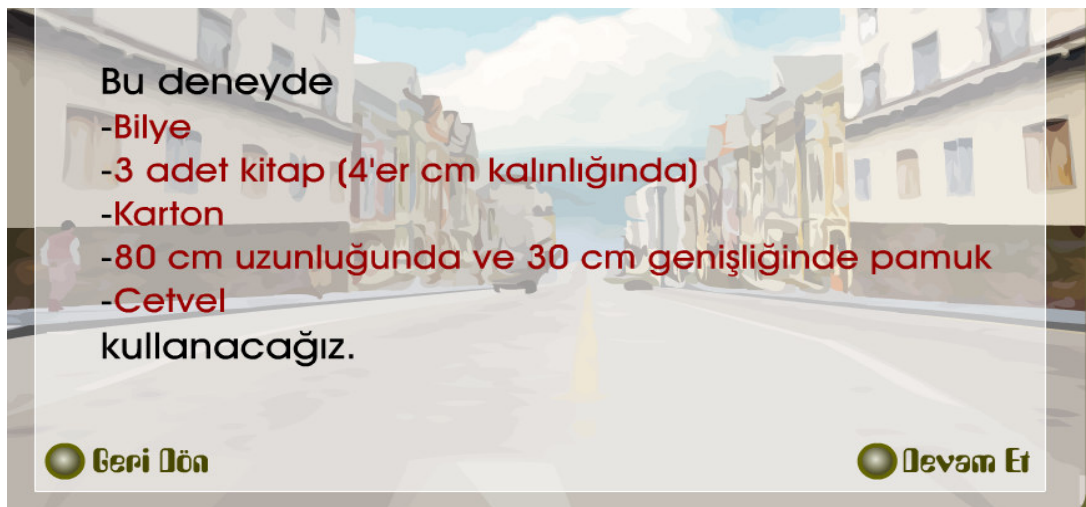 Bu deneyde
-Bilye
-3 adet kitap (4'er cm kalınlığında)
-Karton
-80 cm uzunluğunda ve 30 cm genişliğinde pamuk
-Cetvel
kullanacağız.
Geri Dön
Devam Et